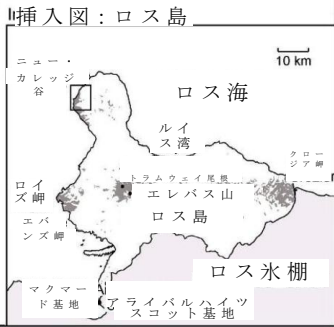 挿入図:ロス島
10 km
ニュー・
カレッジ
谷
ロス海
ルイ
ス湾
クロー
ジア岬
トラムウェイ尾根
エレバス山
ロイ
ズ岬
ロス島
エバ
ンズ岬
ロス氷棚
マクマー
ド基地
アライバルハイツ
スコット基地